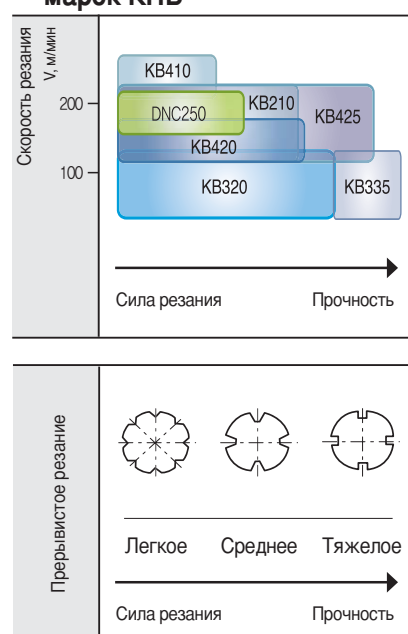 марок КНБ
Скорость резания
V, м/мин
200
100
KB410
DNC250
KB210
KB425
KB420
KB320
KB335
Сила резания
Прочность
Прерывистое резание
Легкое
Среднее
Тяжелое
Сила резания
Прочность